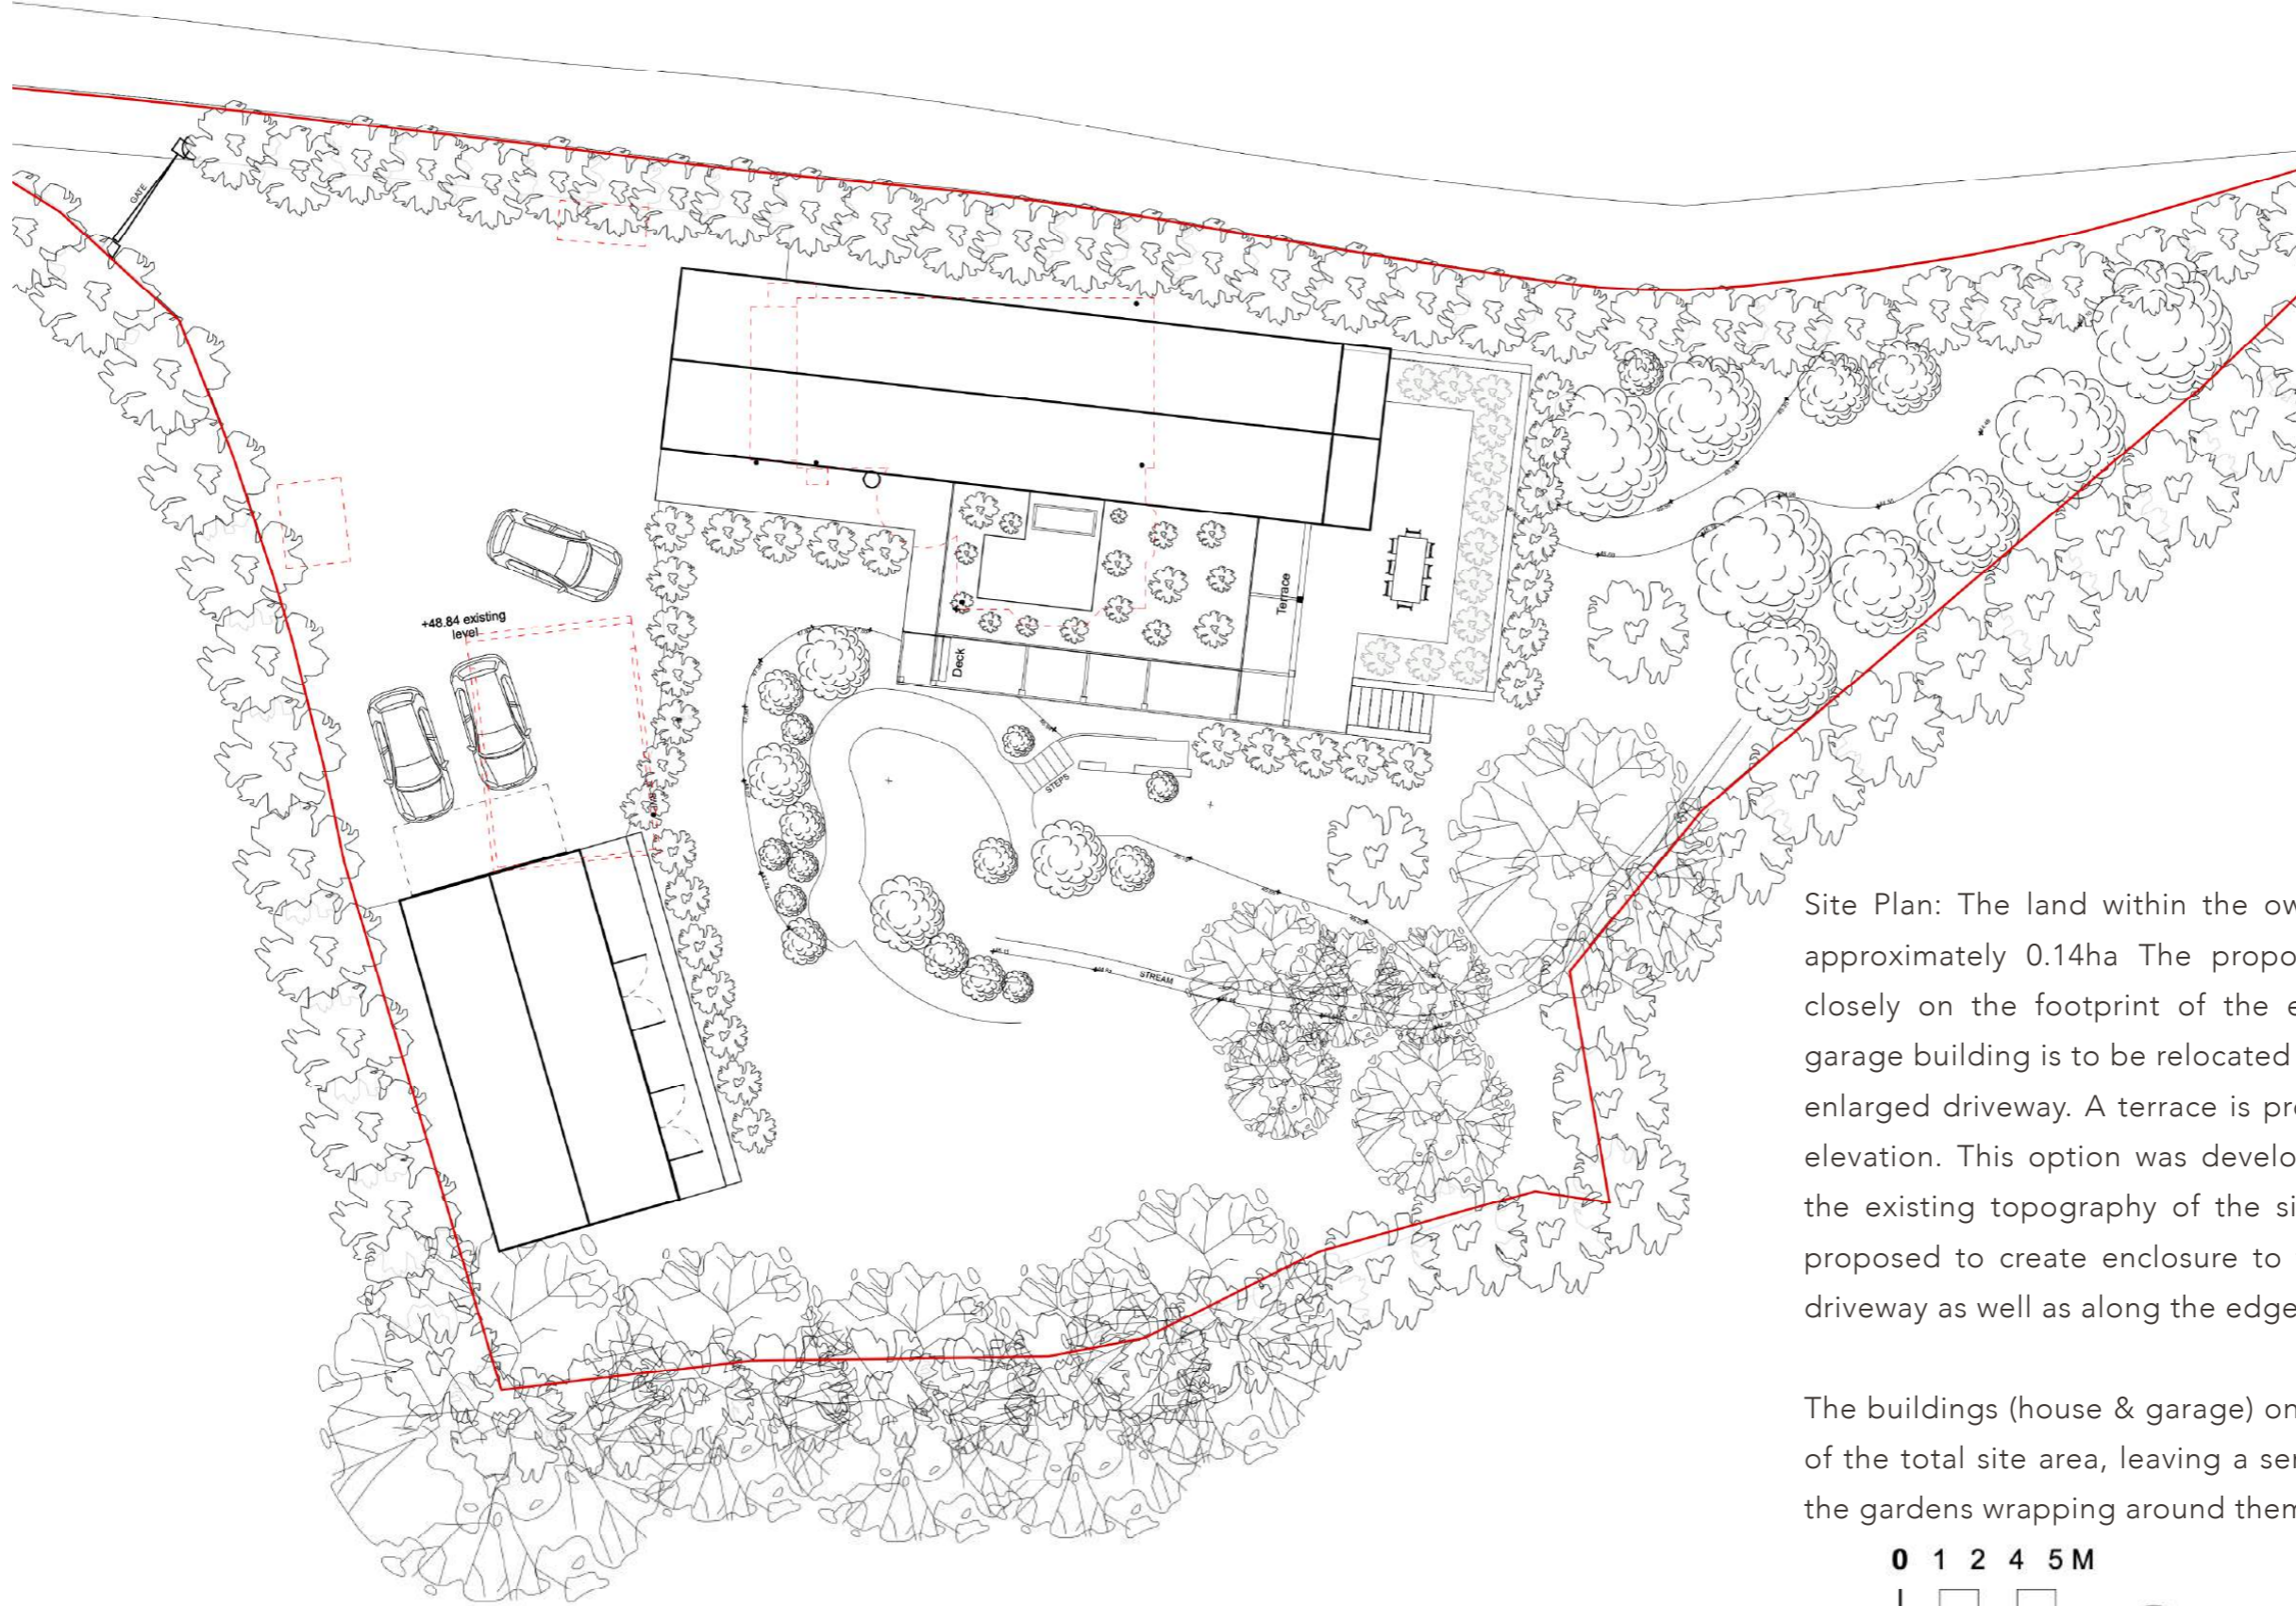 GATE
+48.84 existing
level
Deck
Terrace
STEPS
STREAM
Site Plan: The land within the ow
approximately 0.14ha The propo
closely on the footprint of the e
garage building is to be relocated
enlarged driveway. A terrace is pr
elevation. This option was develo
the existing topography of the si
proposed to create enclosure to
driveway as well as along the edge
The buildings (house & garage) on
of the total site area, leaving a se
the gardens wrapping around them
0 1 2 4 5 M